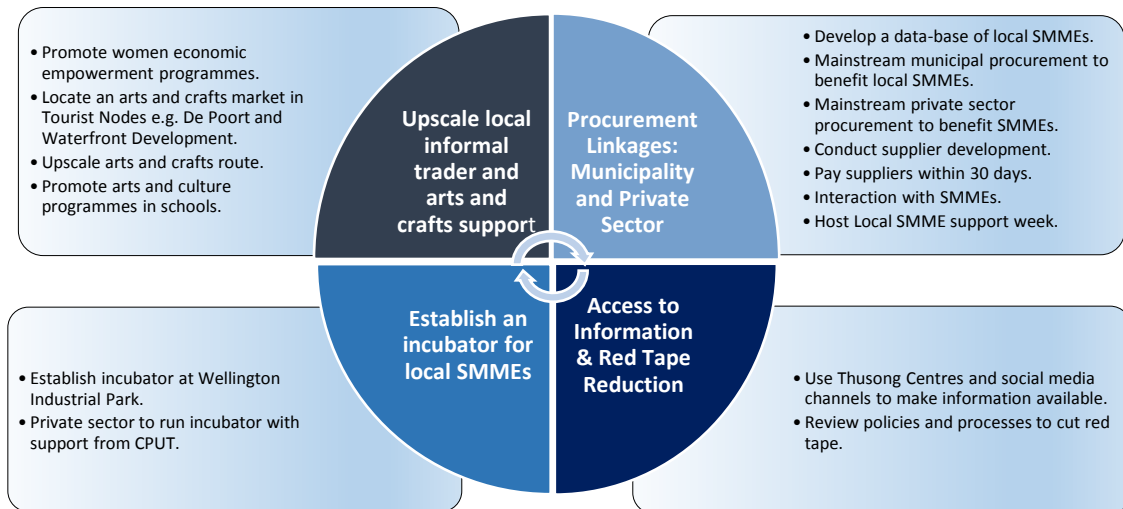 • Promote women economic
empowerment programmes.
• Locate an arts and crafts market in
Tourist Nodes e.g. De Poort and
Waterfront Development.
• Upscale arts and crafts route.
• Promote arts and culture
programmes in schools.
Upscale local
informal
trader and
arts and
crafts support
Procurement
Linkages:
Municipality
and Private
Sector
• Develop a data-base of local SMMEs.
• Mainstream municipal procurement to
benefit local SMMEs.
• Mainstream private sector
procurement to benefit SMMEs.
• Conduct supplier development.
• Pay suppliers within 30 days.
• Interaction with SMMEs.
• Host Local SMME support week.
• Establish incubator at Wellington
Industrial Park.
• Private sector to run incubator with
support from CPUT.
Establish an
incubator for
local SMMEs
Access to
Information
& Red Tape
Reduction
• Use Thusong Centres and social media
channels to make information available.
• Review policies and processes to cut red
tape.